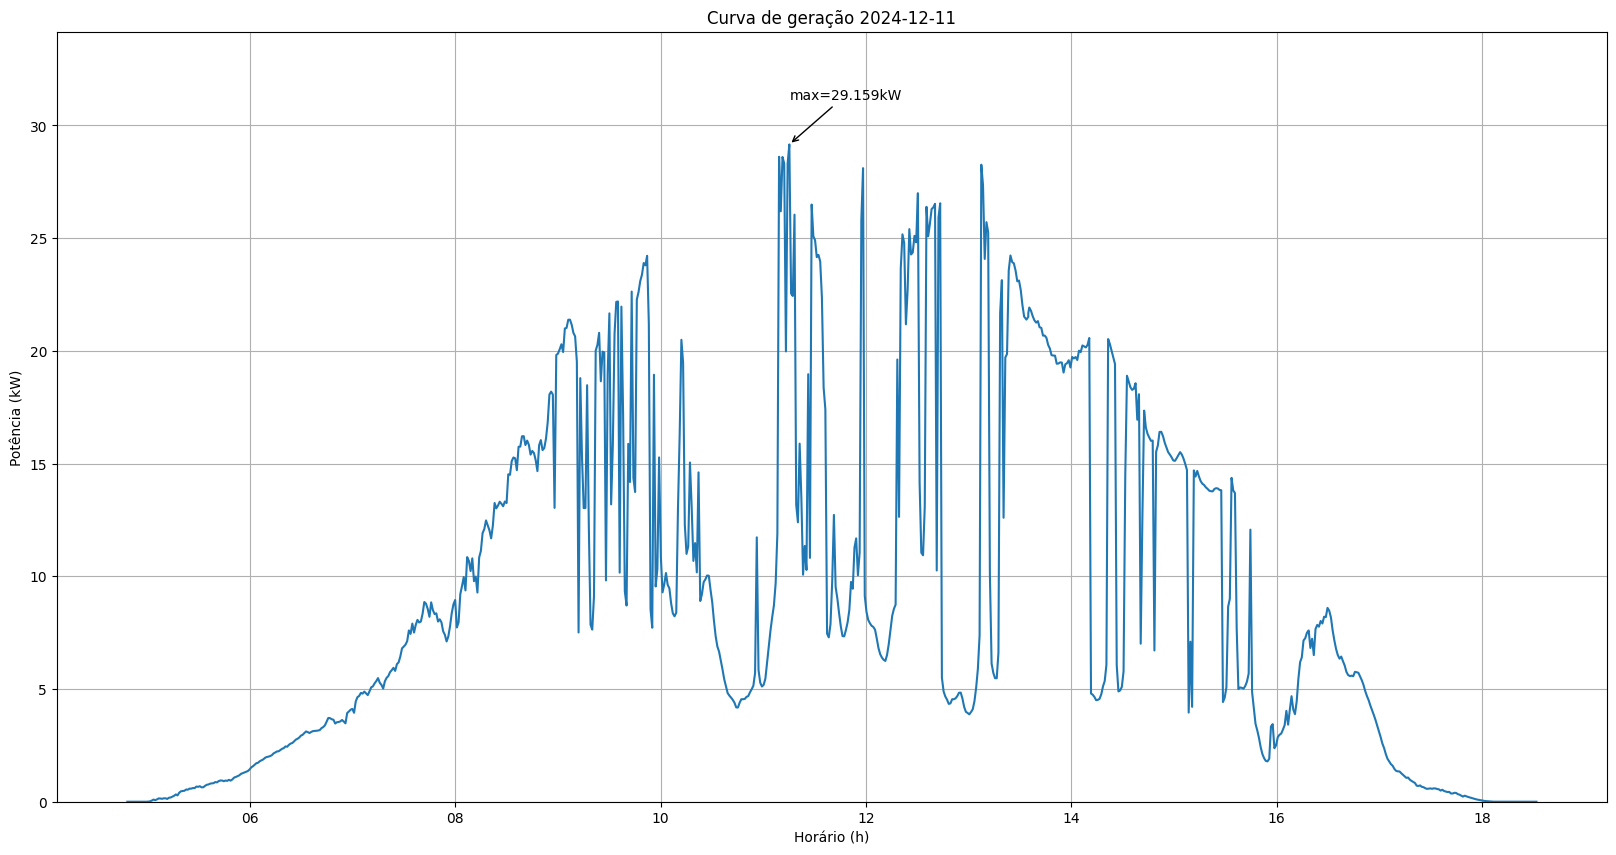 Curva de geração 2024-12-11
max=29.159kW
30
25
20
15
10
5
0
Potência (kW)
06 08 10 12 14 16 18
Horário (h)